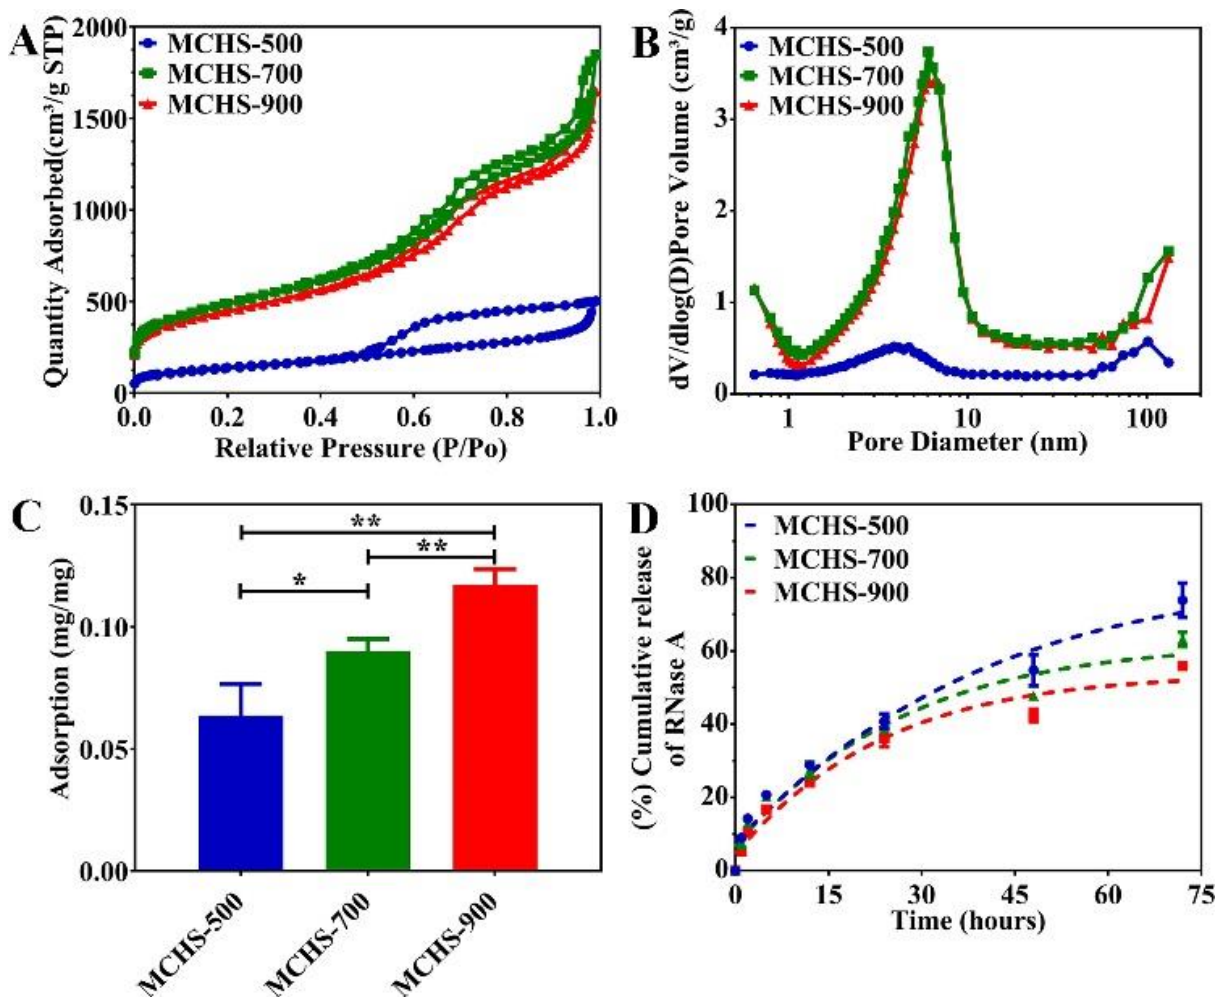 A
2000
1500
1000
500
0
Quantity Adsorbed(cm³/g STP)
MCHS-500
MCHS-700
MCHS-900
0.0
0.2
0.4
0.6
0.8
1.0
Relative Pressure (P/Po)
B
4
3
2
1
0
dV/dlog(D)Pore Volume (cm³/g)
MCHS-500
MCHS-700
MCHS-900
1
10
100
Pore Diameter (nm)
C
0.15
0.10
0.05
0.00
Adsorption (mg/mg)
**
**
*
MCHS-500
MCHS-700
MCHS-900
D
100
80
60
40
20
0
(%) Cumulative release
of RNase A
MCHS-500
MCHS-700
MCHS-900
0
15
30
45
60
75
Time (hours)